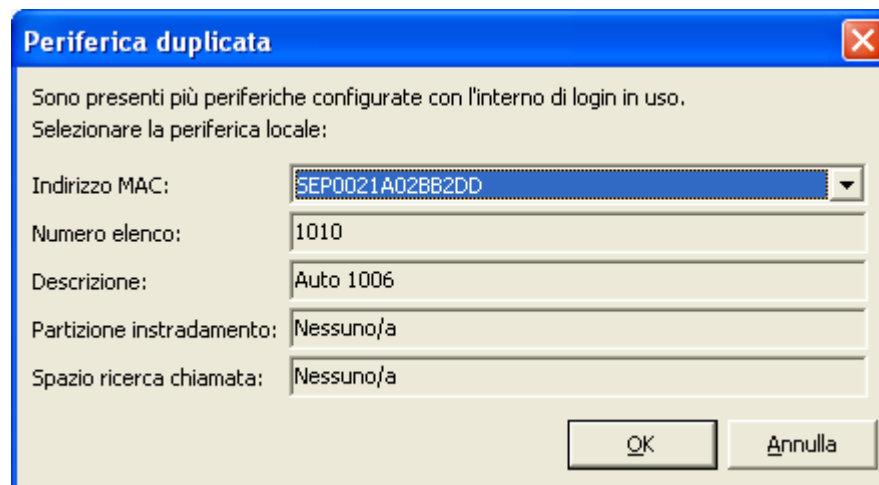 Periferica duplicata
Sono presenti più periferiche configurate con l'interno di login in uso.
Selezionare la periferica locale:
Indirizzo MAC: SEP0021A02BB2DD
Numero elenco: 1010
Descrizione: Auto 1006
Partizione instradamento: Nessuno/a
Spazio ricerca chiamata: Nessuno/a
OK Annulla